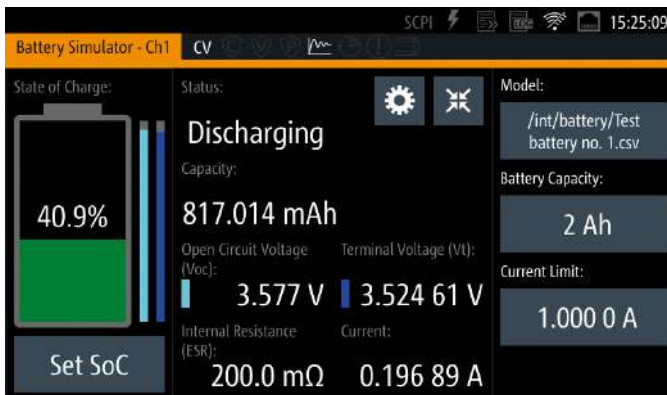 SCPI 15:25:09
Battery Simulator - Ch1 CV
State of Charge:
40.9%
Set SoC
Status:
Discharging
Capacity:
817.014 mAh
Open Circuit Voltage
(Voc):
3.577 V
Terminal Voltage (Vt):
3.524 61 V
Internal Resistance
(ESR):
200.0 mΩ
Current:
0.196 89 A
Model:
/int/battery/Test
battery no. 1.csv
Battery Capacity:
2 Ah
Current Limit:
1.000 0 A